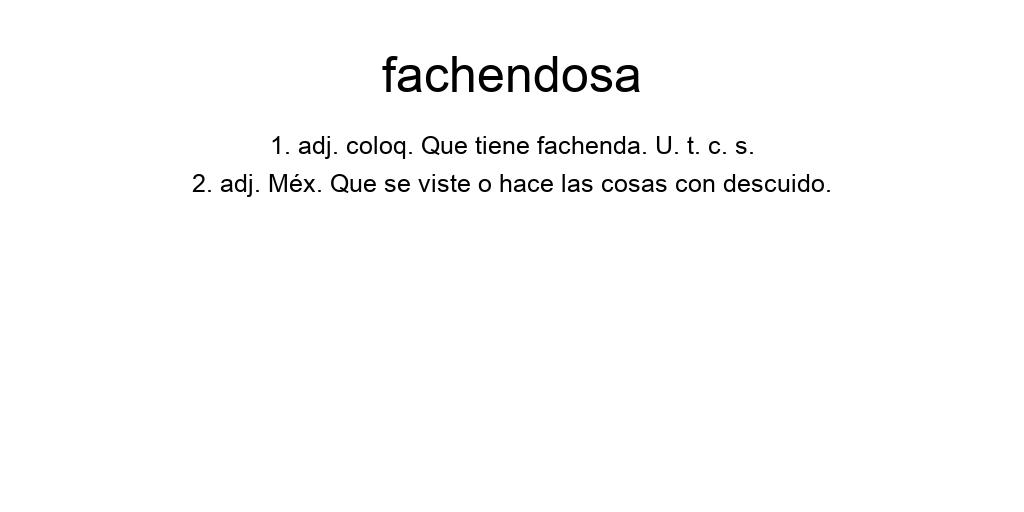 fachendosa
1. adj. coloq. Que tiene fachenda. U. t. c. s.
2. adj. Méx. Que se viste o hace las cosas con descuido.